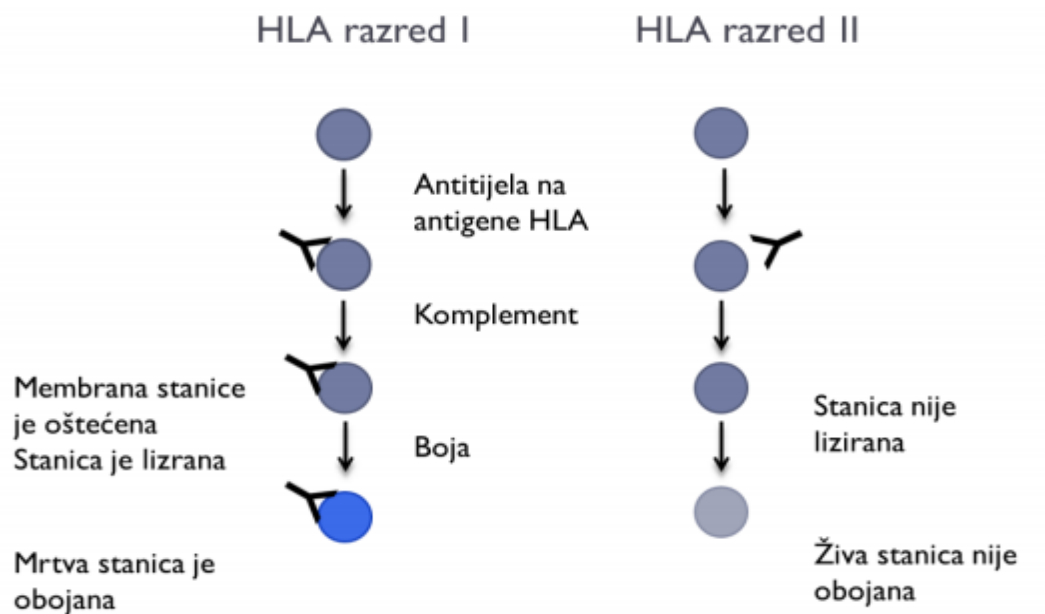 HLA razred I
HLA razred II
Antitijela na
antigene HLA
Komplement
Membrana stanice
je oštećena
Stanica je lizrana
Boja
Stanica nije
lizirana
Mrtva stanica je
obojana
Živa stanica nije
obojana